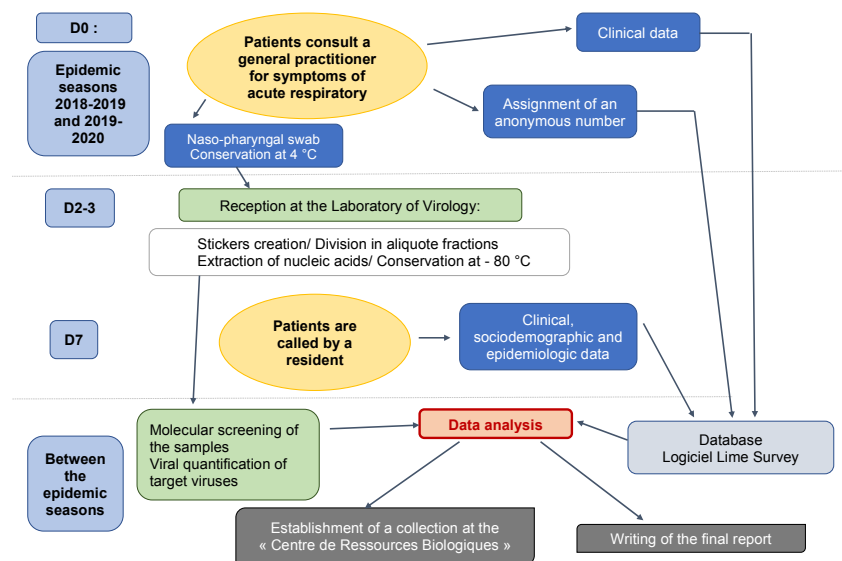 D0 :
Epidemic
seasons
2018-2019
and 2019-
2020
Patients consult a
general practitioner
for symptoms of
acute respiratory
Clinical data
Assignment of an
anonymous number
Naso-pharyngal swab
Conservation at 4 °C
D2-3
Reception at the Laboratory of Virology:
Stickers creation/ Division in aliquote fractions
Extraction of nucleic acids/ Conservation at - 80 °C
D7
Patients are
called by a
resident
Clinical,
sociodemographic and
epidemiologic data
Between
the
epidemic
seasons
Molecular screening of
the samples
Viral quantification of
target viruses
Data analysis
Database
Logiciel Lime Survey
Establishment of a collection at the
« Centre de Ressources Biologiques »
Writing of the final report